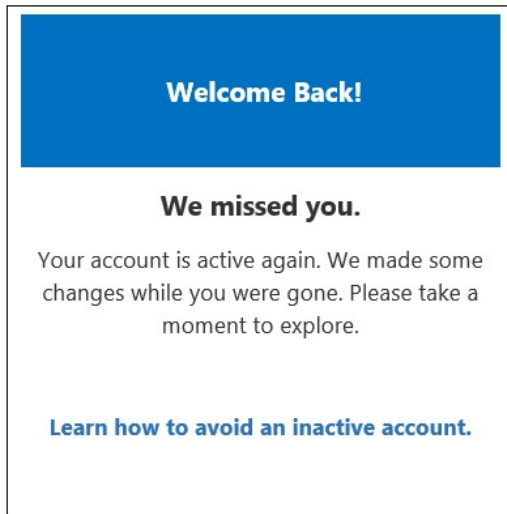 Welcome Back!
We missed you.
Your account is active again. We made some
changes while you were gone. Please take a
moment to explore.
Learn how to avoid an inactive account.